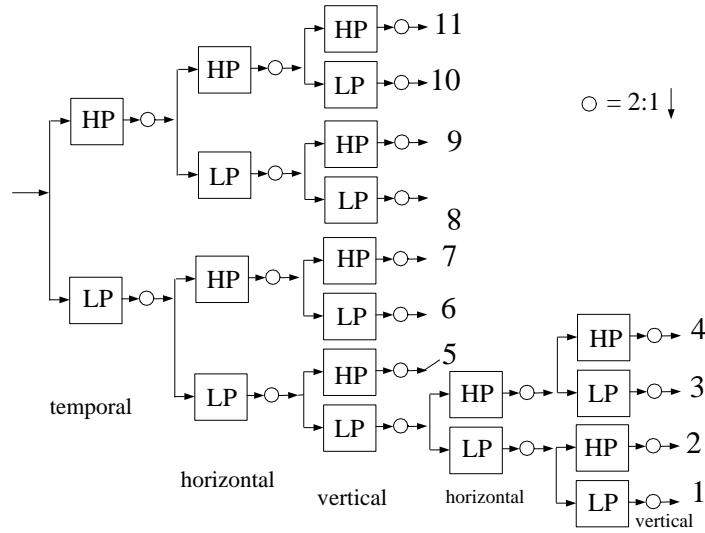 HP 11
HP
LP 10
HP
○ = 2:1 ↓
HP 9
LP
LP 8
HP 7
HP
LP 6
LP
HP 4
HP 5
HP
LP 3
temporal
LP
LP
HP 2
LP
horizontal
vertical
horizontal
LP 1
vertical